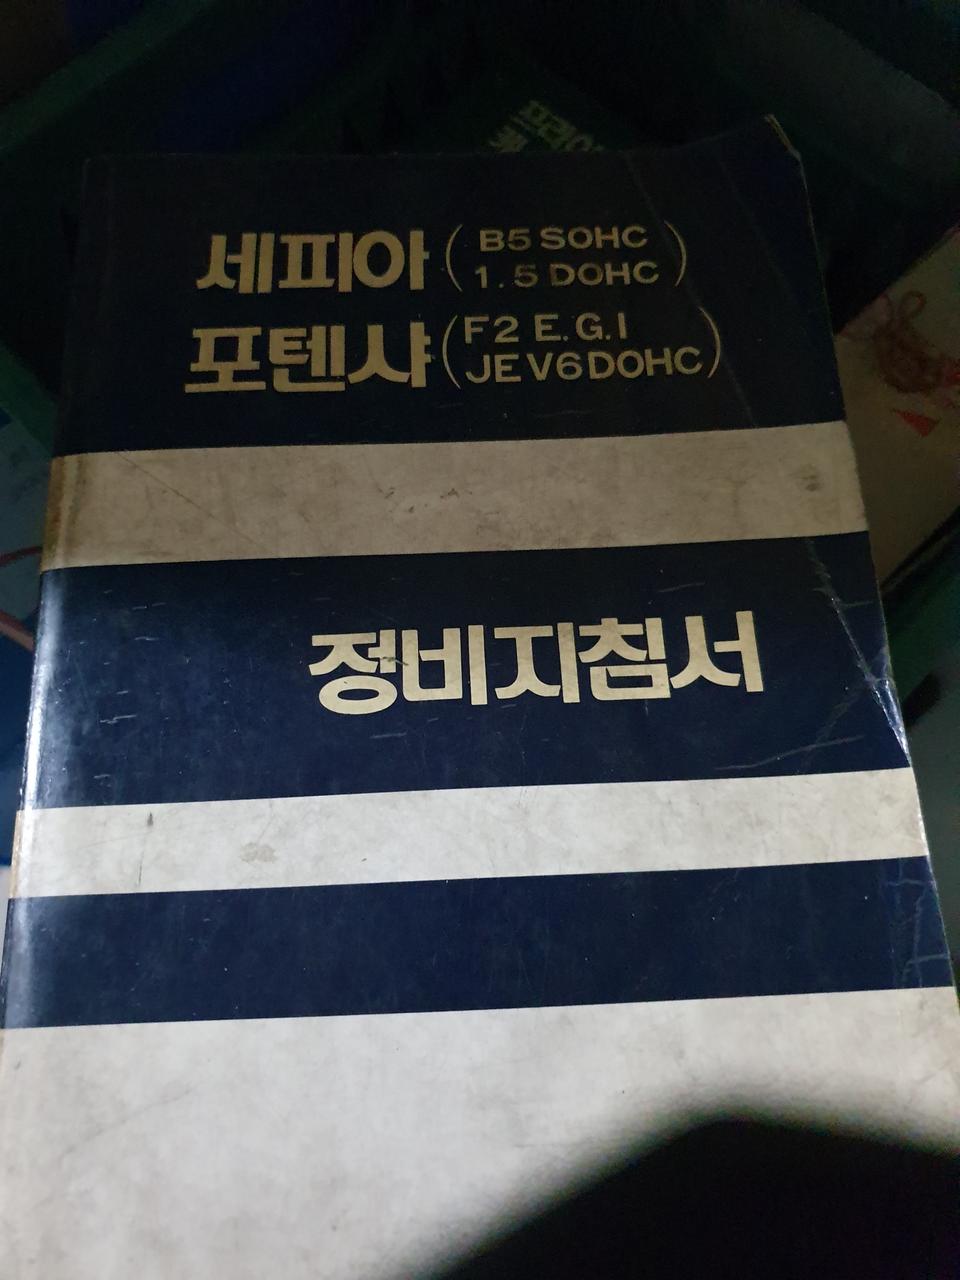 세피아 ( B5 SOHC
1.5 DOHC )
포텐샤 ( F2 E.G.I
JE V6 DOHC )
정비지침서